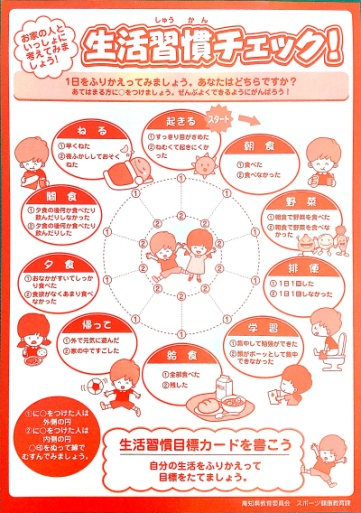 お家の人と
いっしょに
考えてみま
しょう!
しゅう かん
生活習慣チェック!
1日をふりかえってみましょう。あなたはどちらですか?
あてはまる方に○をつけましょう。ぜんぶよくできるようにがんばろう!
起きる
①すっきり目がさめた
②ねむくて起きにくか
った
スタート
朝食
①食べた
②食べなかった
野菜
①朝食で野菜を食べた
②朝食で野菜を食べな
かった
排便
①1日1回した
②1日1回しなかった
学習
①集中して勉強ができた
②頭がボーッとして集中
できなかった
給食
①全部食べた
②残した
帰って
①外で元気に遊んだ
②家の中ですごした
夕食
①おなかがすいてしっか
り食べた
②食欲がなくあまり食べ
なかった
間食
①夕食の後何か食べたり
飲んだりしなかった
②夕食の後何か食べたり
飲んだりした
ねる
①早くねた
②夜ふかししておそく
ねた
①に○をつけた人は
外側の円
②に○をつけた人は
内側の円
○印をぬって線で
むすんでみましょう。
生活習慣目標カードを書こう
自分の生活をふりかえって
目標をたてましょう。
高知県教育委員会 スポーツ健康教育課